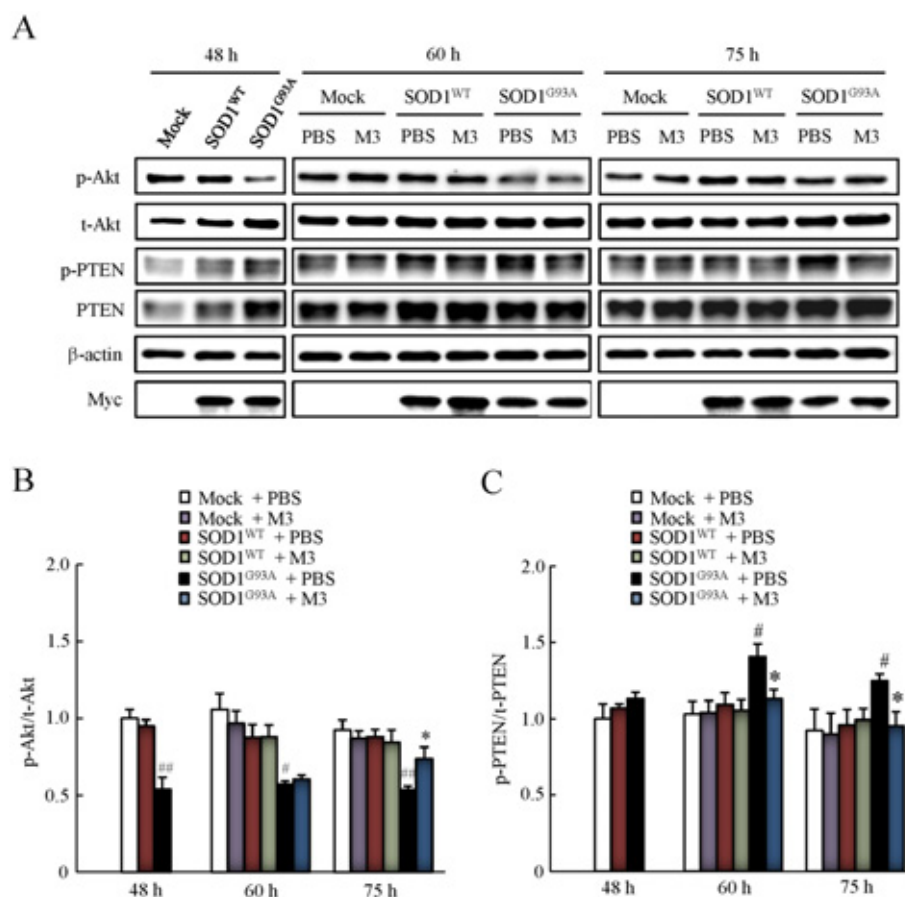 A
48 h 60 h 75 h
Mock SOD1WT SOD1G93A Mock SOD1WT SOD1G93A Mock SOD1WT SOD1G93A
PBS M3 PBS M3 PBS M3 PBS M3 PBS M3 PBS M3
p-Akt
t-Akt
p-PTEN
PTEN
β-actin
Myc
B
Mock + PBS
Mock + M3
SOD1WT + PBS
SOD1WT + M3
SOD1G93A + PBS
SOD1G93A + M3
p-Akt/t-Akt
2.0
1.5
1.0
0.5
0
##
#
##
*
48 h 60 h 75 h
C
Mock + PBS
Mock + M3
SOD1WT + PBS
SOD1WT + M3
SOD1G93A + PBS
SOD1G93A + M3
p-PTEN/t-PTEN
2.0
1.5
1.0
0.5
0
#
*
#
*
48 h 60 h 75 h